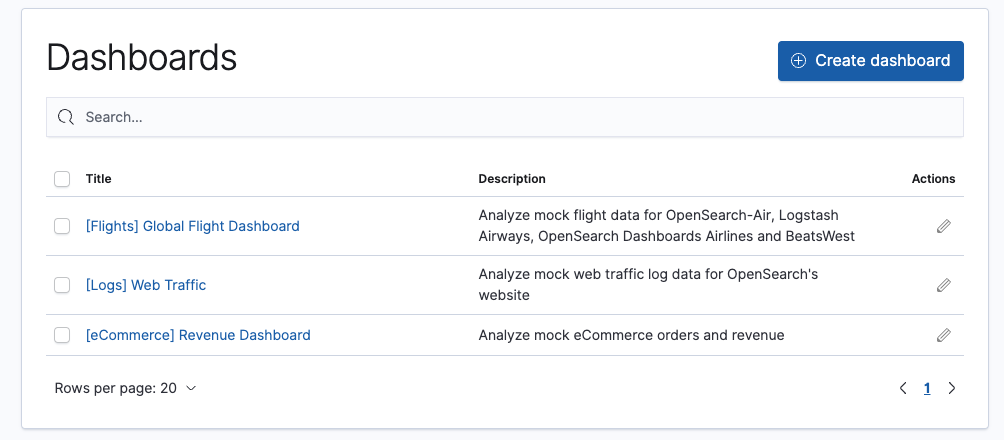 Dashboards
Create dashboard
Search...
Title Description Actions
[Flights] Global Flight Dashboard
Analyze mock flight data for OpenSearch-Air, Logstash
Airways, OpenSearch Dashboards Airlines and BeatsWest
[Logs] Web Traffic
Analyze mock web traffic log data for OpenSearch's
website
[eCommerce] Revenue Dashboard
Analyze mock eCommerce orders and revenue
Rows per page: 20
1